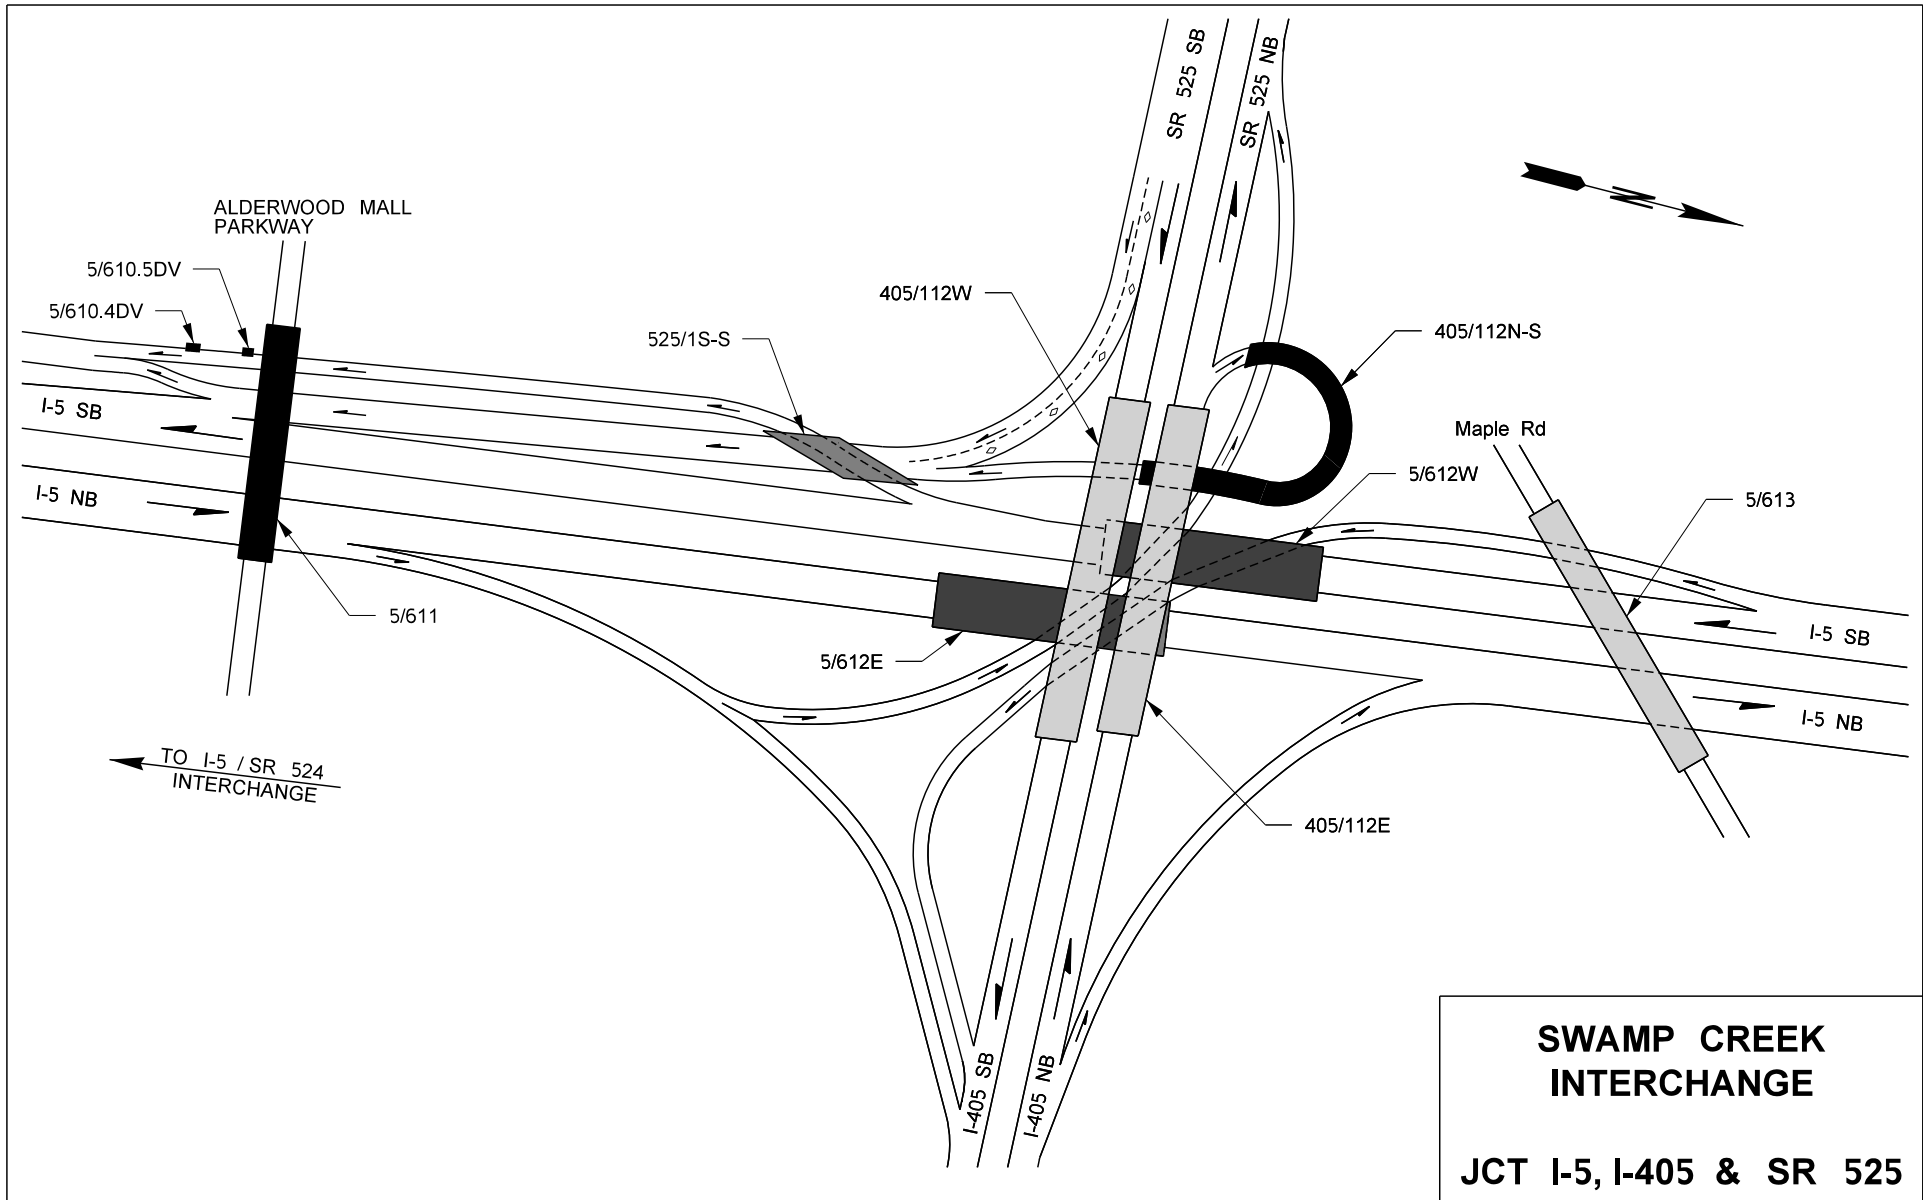 SR 525 SB
SR 525 NB
N
ALDERWOOD MALL
PARKWAY
5/610.5DV
5/610.4DV
405/112W
525/1S-S
405/112N-S
I-5 SB
Maple Rd
5/612W
I-5 NB
5/613
5/611
5/612E
I-5 SB
I-5 NB
TO I-5 / SR 524
INTERCHANGE
405/112E
I-405 SB
I-405 NB
SWAMP CREEK
INTERCHANGE
JCT I-5, I-405 & SR 525